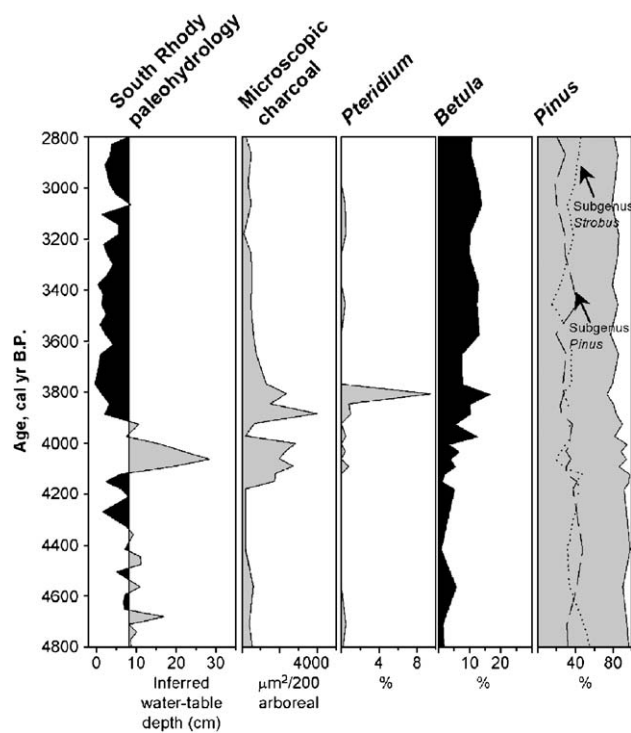 South Rhody
paleohydrology
Microscopic
charcoal
Pteridium
Betula
Pinus
2800
3000
3200
3400
3600
3800
4000
4200
4400
4600
4800
Age, cal yr B.P.
Subgenus
Strobus
Subgenus
Pinus
0 10 20 30
4000
0 4 8
0 10 20
40 80
Inferred
water-table
depth (cm)
μm²/200
arboreal
%
%
%